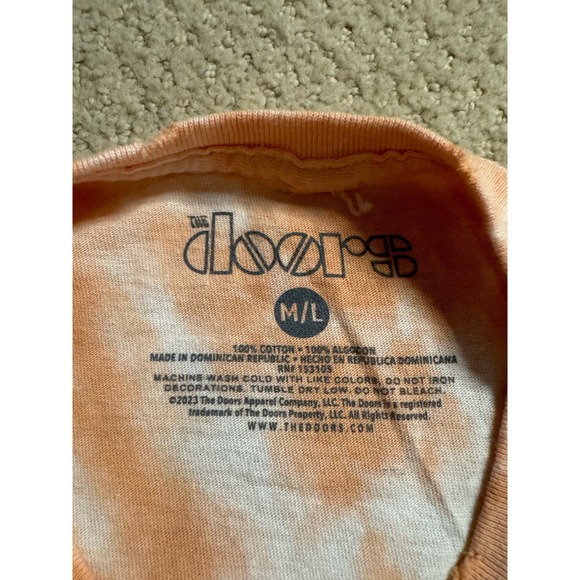 THE
doors
M/L
100% COTTON • 100% ALGODON
MADE IN DOMINICAN REPUBLIC • HECHO EN REPUBLICA DOMINICANA
RN# 153105
MACHINE WASH COLD WITH LIKE COLORS, DO NOT IRON
DECORATIONS. TUMBLE DRY LOW. DO NOT BLEACH.
©2023 The Doors Apparel Company, LLC. The Doors is a registered
trademark of The Doors Property, LLC. All Rights Reserved.
WWW.THEDOORS.COM